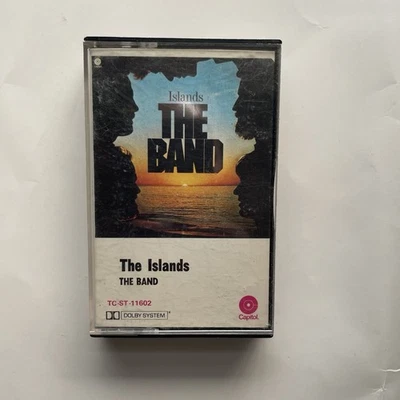 Islands
THE
BAND
The Islands
THE BAND
TC-ST-11602
DOLBY SYSTEM
Capitol